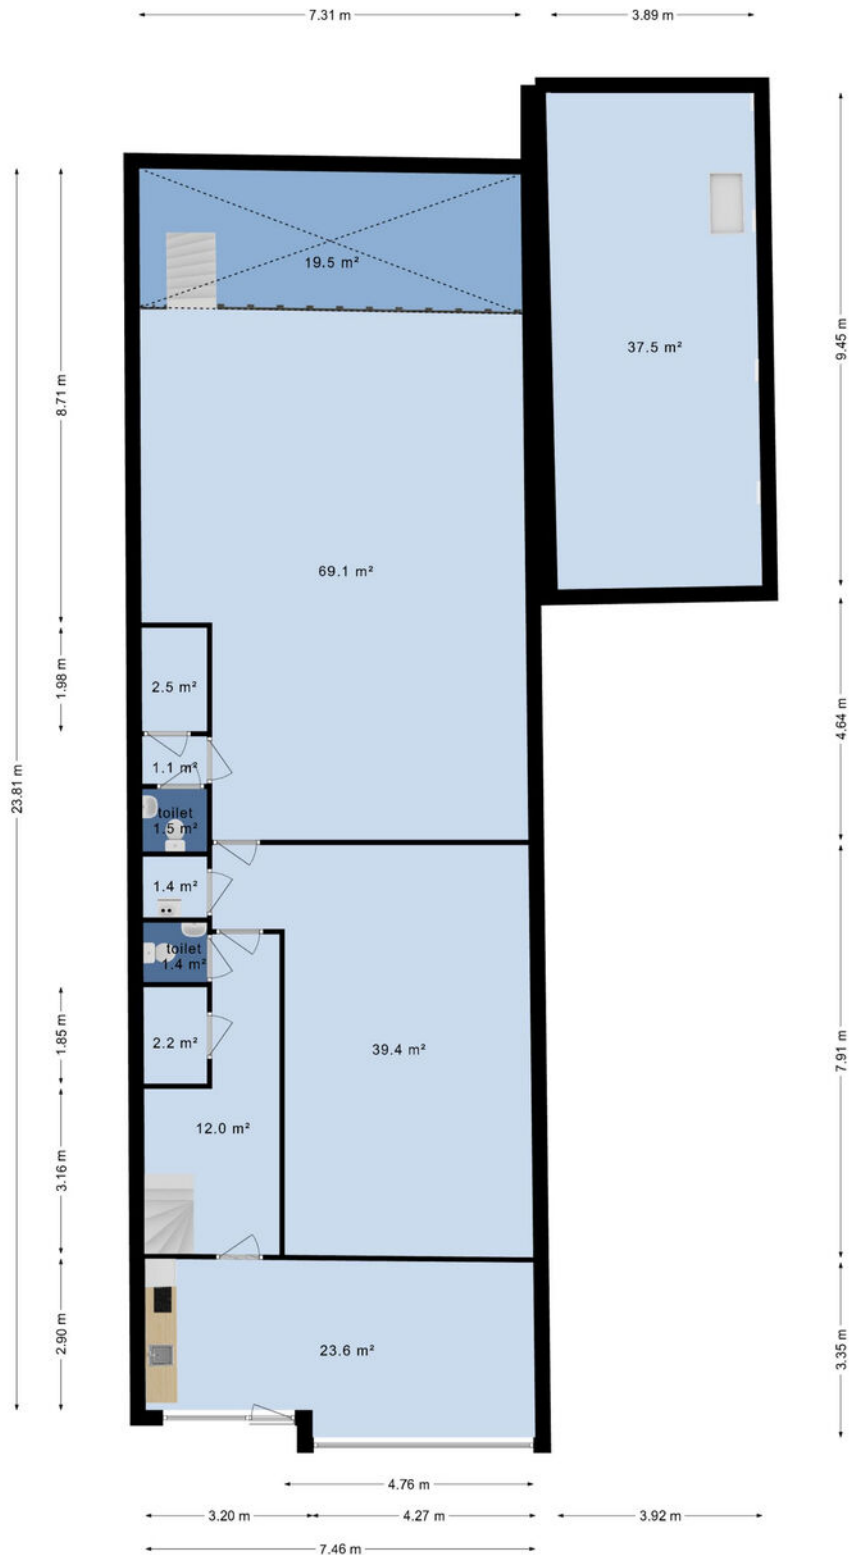 7.31 m
3.89 m
19.5 m²
37.5 m²
9.45 m
8.71 m
69.1 m²
1.98 m
2.5 m²
4.64 m
1.1 m²
23.81 m
toilet
1.5 m²
1.4 m²
toilet
1.4 m²
1.85 m
2.2 m²
39.4 m²
7.91 m
12.0 m²
3.16 m
2.90 m
23.6 m²
3.35 m
4.76 m
3.20 m
4.27 m
3.92 m
7.46 m